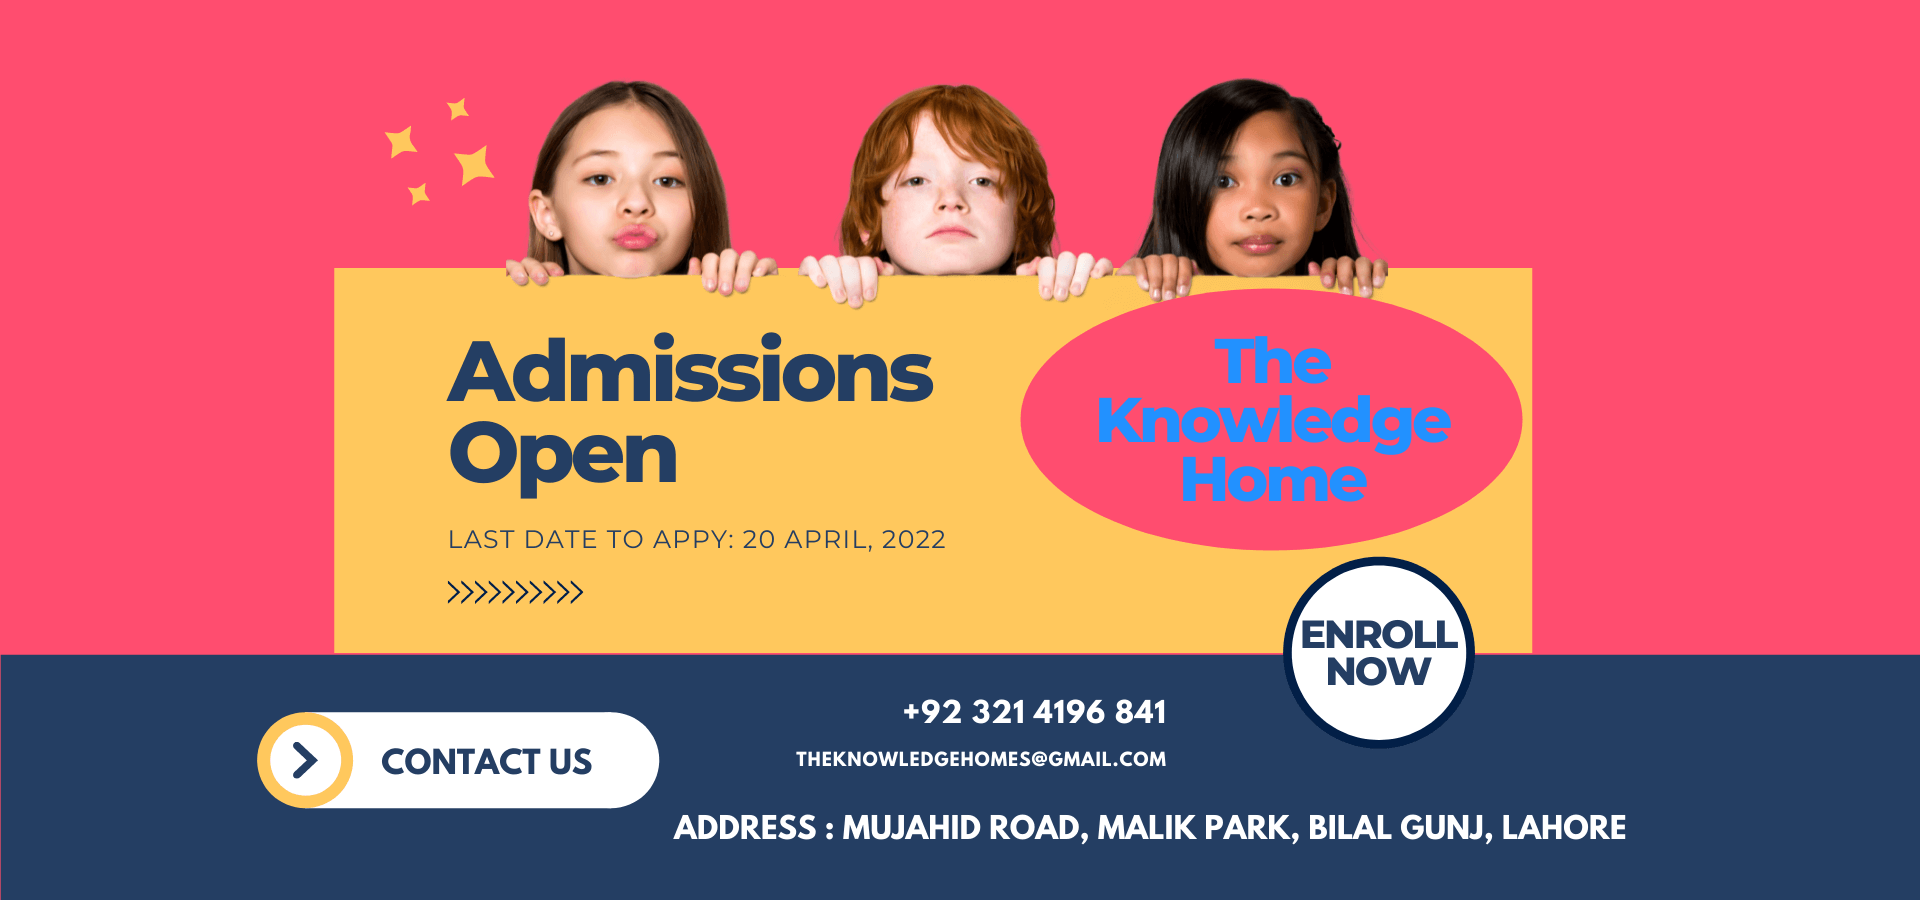 Admissions
Open
LAST DATE TO APPY: 20 APRIL, 2022
The
Knowledge
Home
ENROLL
NOW
CONTACT US
+92 321 4196 841
THEKNOWLEDGEHOMES@GMAIL.COM
ADDRESS : MUJAHID ROAD, MALIK PARK, BILAL GUNJ, LAHORE